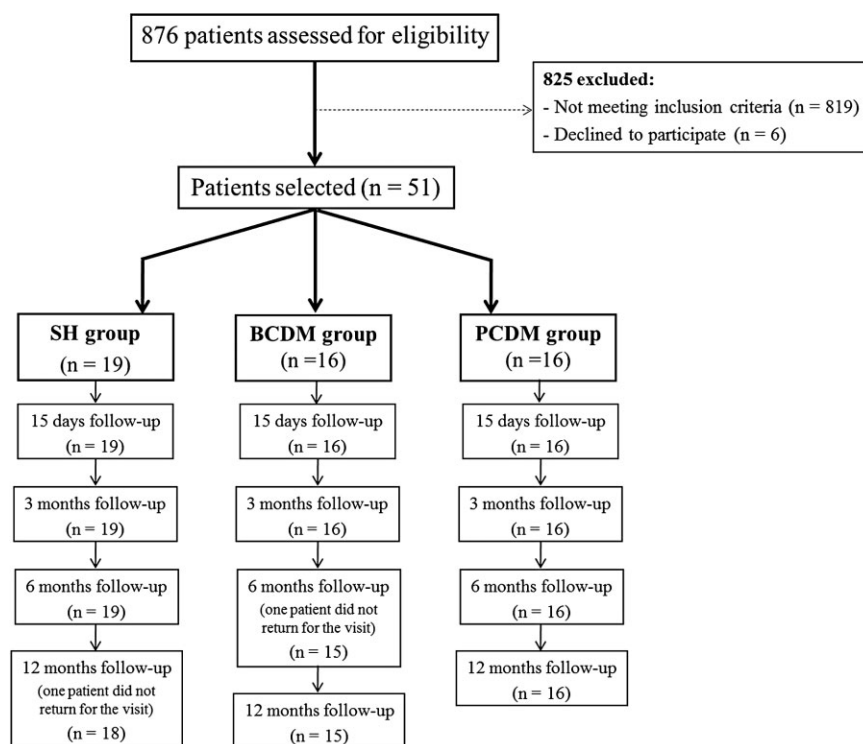 876 patients assessed for eligibility
825 excluded:
- Not meeting inclusion criteria (n = 819)
- Declined to participate (n = 6)
Patients selected (n = 51)
SH group
(n = 19)
15 days follow-up
(n = 19)
3 months follow-up
(n = 19)
6 months follow-up
(n = 19)
12 months follow-up
(one patient did not
return for the visit)
(n = 18)
BCDM group
(n =16)
15 days follow-up
(n = 16)
3 months follow-up
(n = 16)
6 months follow-up
(one patient did not
return for the visit)
(n = 15)
12 months follow-up
(n = 15)
PCDM group
(n =16)
15 days follow-up
(n = 16)
3 months follow-up
(n = 16)
6 months follow-up
(n = 16)
12 months follow-up
(n = 16)